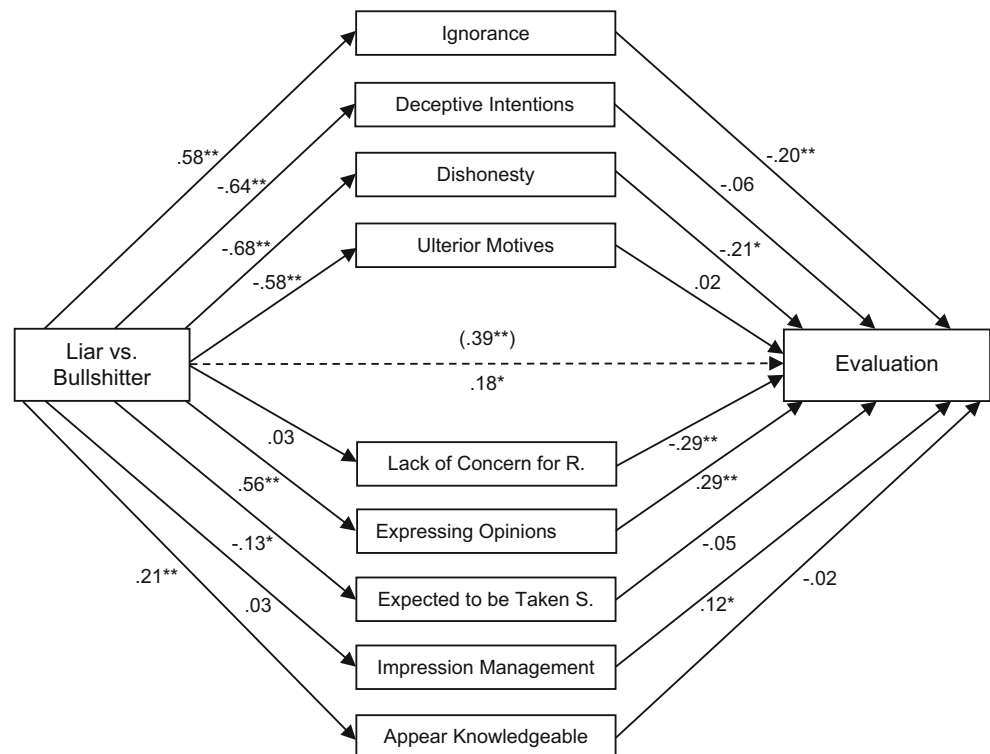 Ignorance
Deceptive Intentions
.58**
-.20**
-.64**
-.06
Dishonesty
-.68**
-.21*
Ulterior Motives
-.58**
.02
Liar vs.
Bullshitter
(.39**)
.18*
Evaluation
.03
Lack of Concern for R.
-.29**
.56**
.29**
Expressing Opinions
-.13*
-.05
.21**
.03
Expected to be Taken S.
.12*
-.02
Impression Management
Appear Knowledgeable